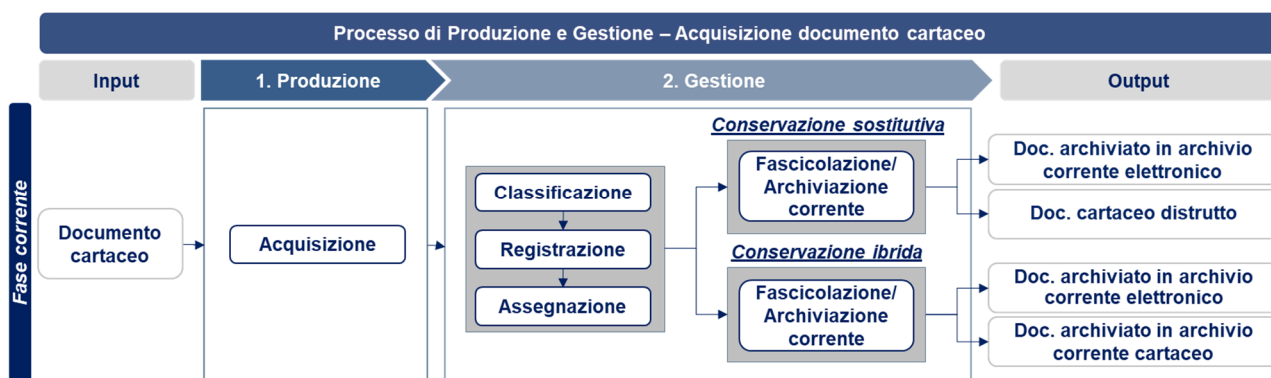 Processo di Produzione e Gestione – Acquisizione documento cartaceo
Input
1. Produzione
2. Gestione
Output
Fase corrente
Documento
cartaceo
Acquisizione
Classificazione
Registrazione
Assegnazione
Conservazione sostitutiva
Fascicolazione/
Archiviazione
corrente
Conservazione ibrida
Fascicolazione/
Archiviazione
corrente
Doc. archiviato in archivio
corrente elettronico
Doc. cartaceo distrutto
Doc. archiviato in archivio
corrente elettronico
Doc. archiviato in archivio
corrente cartaceo